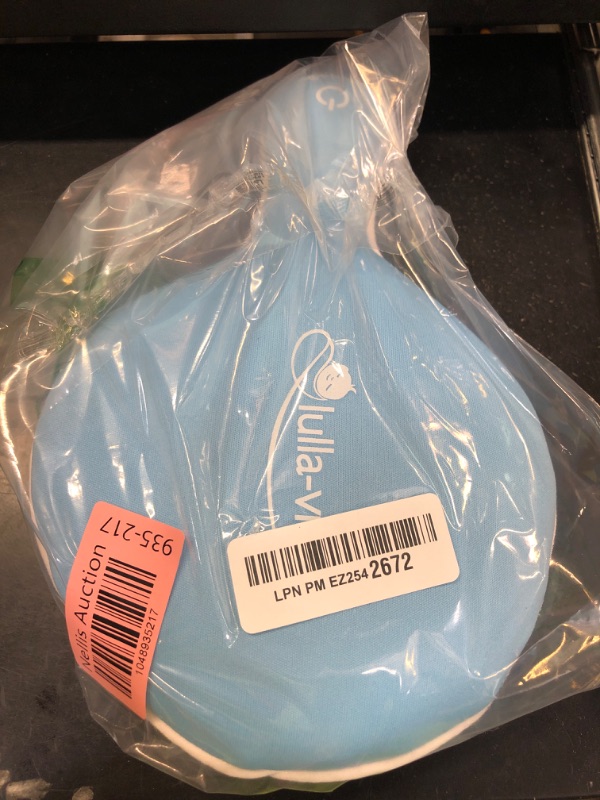 lulla-v
LPN PM EZ254 2672
935-217
Nellis Auction
1048935217